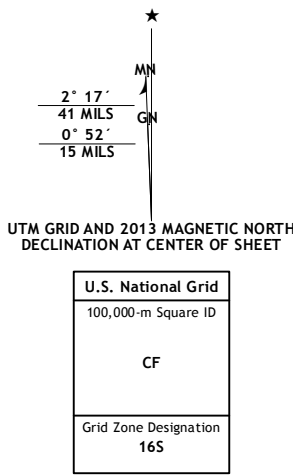 ★
MN
2° 17´
41 MILS
GN
0° 52´
15 MILS
UTM GRID AND 2013 MAGNETIC NORTH
DECLINATION AT CENTER OF SHEET
U.S. National Grid
100,000-m Square ID
CF
Grid Zone Designation
16S